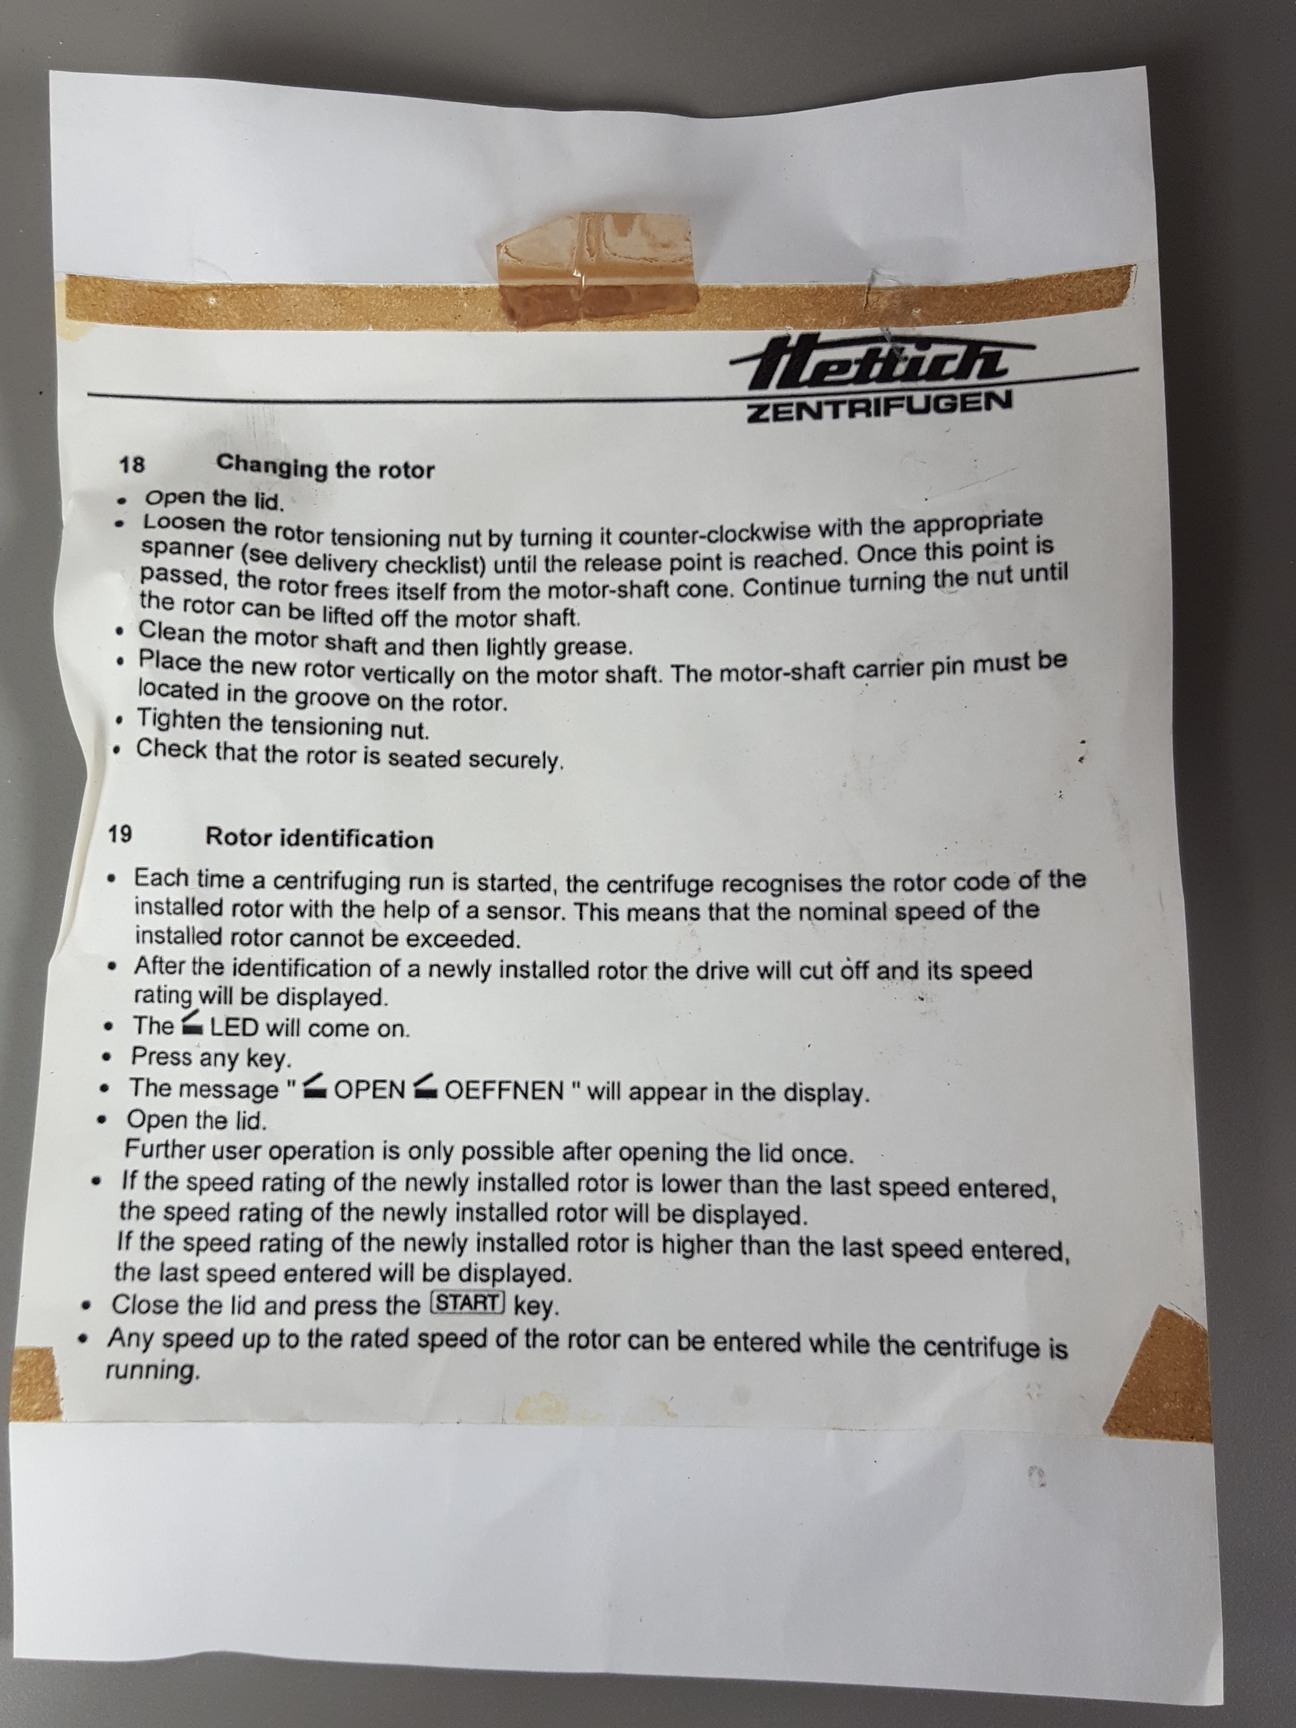 Hettich
ZENTRIFUGEN
18 Changing the rotor
• Open the lid.
• Loosen the rotor tensioning nut by turning it counter-clockwise with the appropriate
spanner (see delivery checklist) until the release point is reached. Once this point is
passed, the rotor frees itself from the motor-shaft cone. Continue turning the nut until
the rotor can be lifted off the motor shaft.
• Clean the motor shaft and then lightly grease.
• Place the new rotor vertically on the motor shaft. The motor-shaft carrier pin must be
located in the groove on the rotor.
• Tighten the tensioning nut.
• Check that the rotor is seated securely.
19 Rotor identification
• Each time a centrifuging run is started, the centrifuge recognises the rotor code of the
installed rotor with the help of a sensor. This means that the nominal speed of the
installed rotor cannot be exceeded.
• After the identification of a newly installed rotor the drive will cut off and its speed
rating will be displayed.
• The LED will come on.
• Press any key.
• The message " OPEN OEFFNEN " will appear in the display.
• Open the lid.
Further user operation is only possible after opening the lid once.
• If the speed rating of the newly installed rotor is lower than the last speed entered,
the speed rating of the newly installed rotor will be displayed.
If the speed rating of the newly installed rotor is higher than the last speed entered,
the last speed entered will be displayed.
• Close the lid and press the START key.
• Any speed up to the rated speed of the rotor can be entered while the centrifuge is
running.